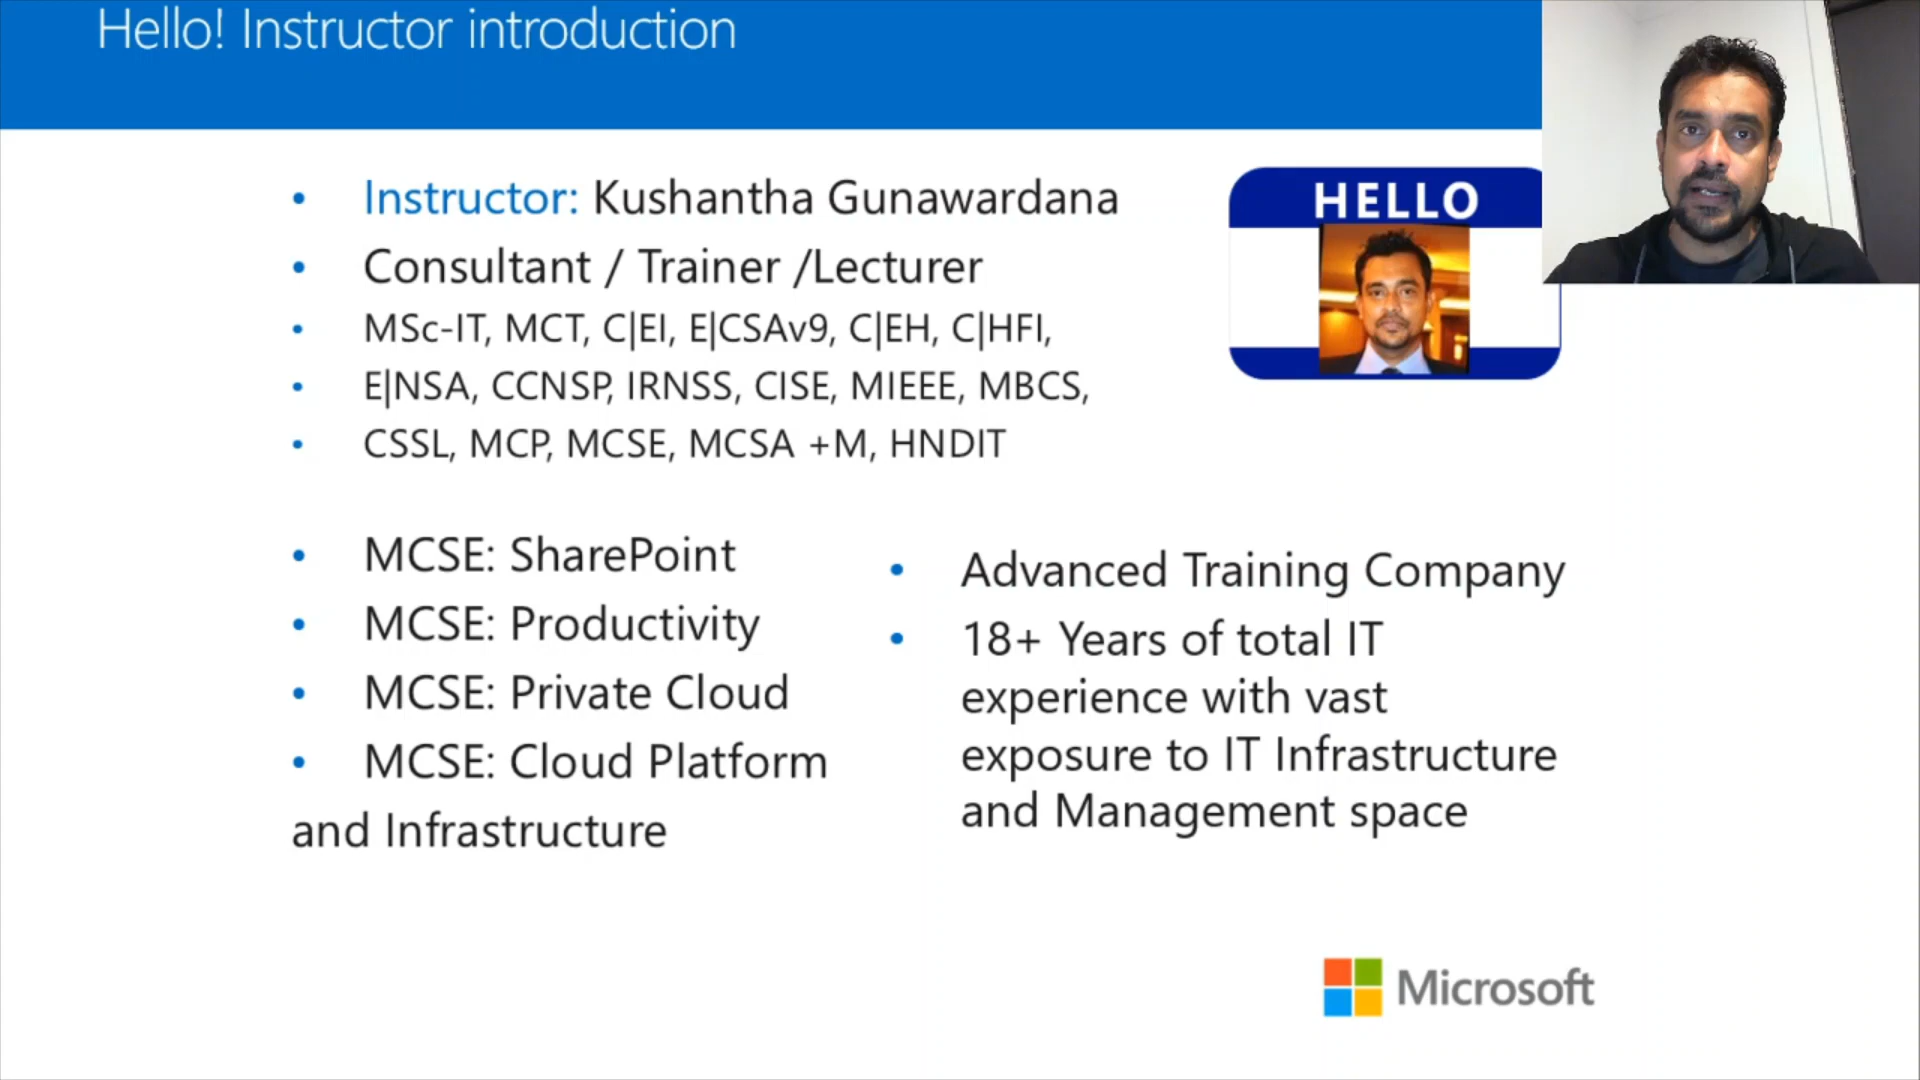 Hello! Instructor introduction
Instructor: Kushantha Gunawardana
HELLO
Consultant / Trainer /Lecturer
MSc-IT, MCT, C|EI, E|CSAv9, C|EH, C|HFI,
E|NSA, CCNSP, IRNSS, CISE, MIEEE, MBCS,
CSSL, MCP, MCSE, MCSA +M, HNDIT
MCSE: SharePoint
MCSE: Productivity
MCSE: Private Cloud
MCSE: Cloud Platform
and Infrastructure
Advanced Training Company
18+ Years of total IT
experience with vast
exposure to IT Infrastructure
and Management space
Microsoft